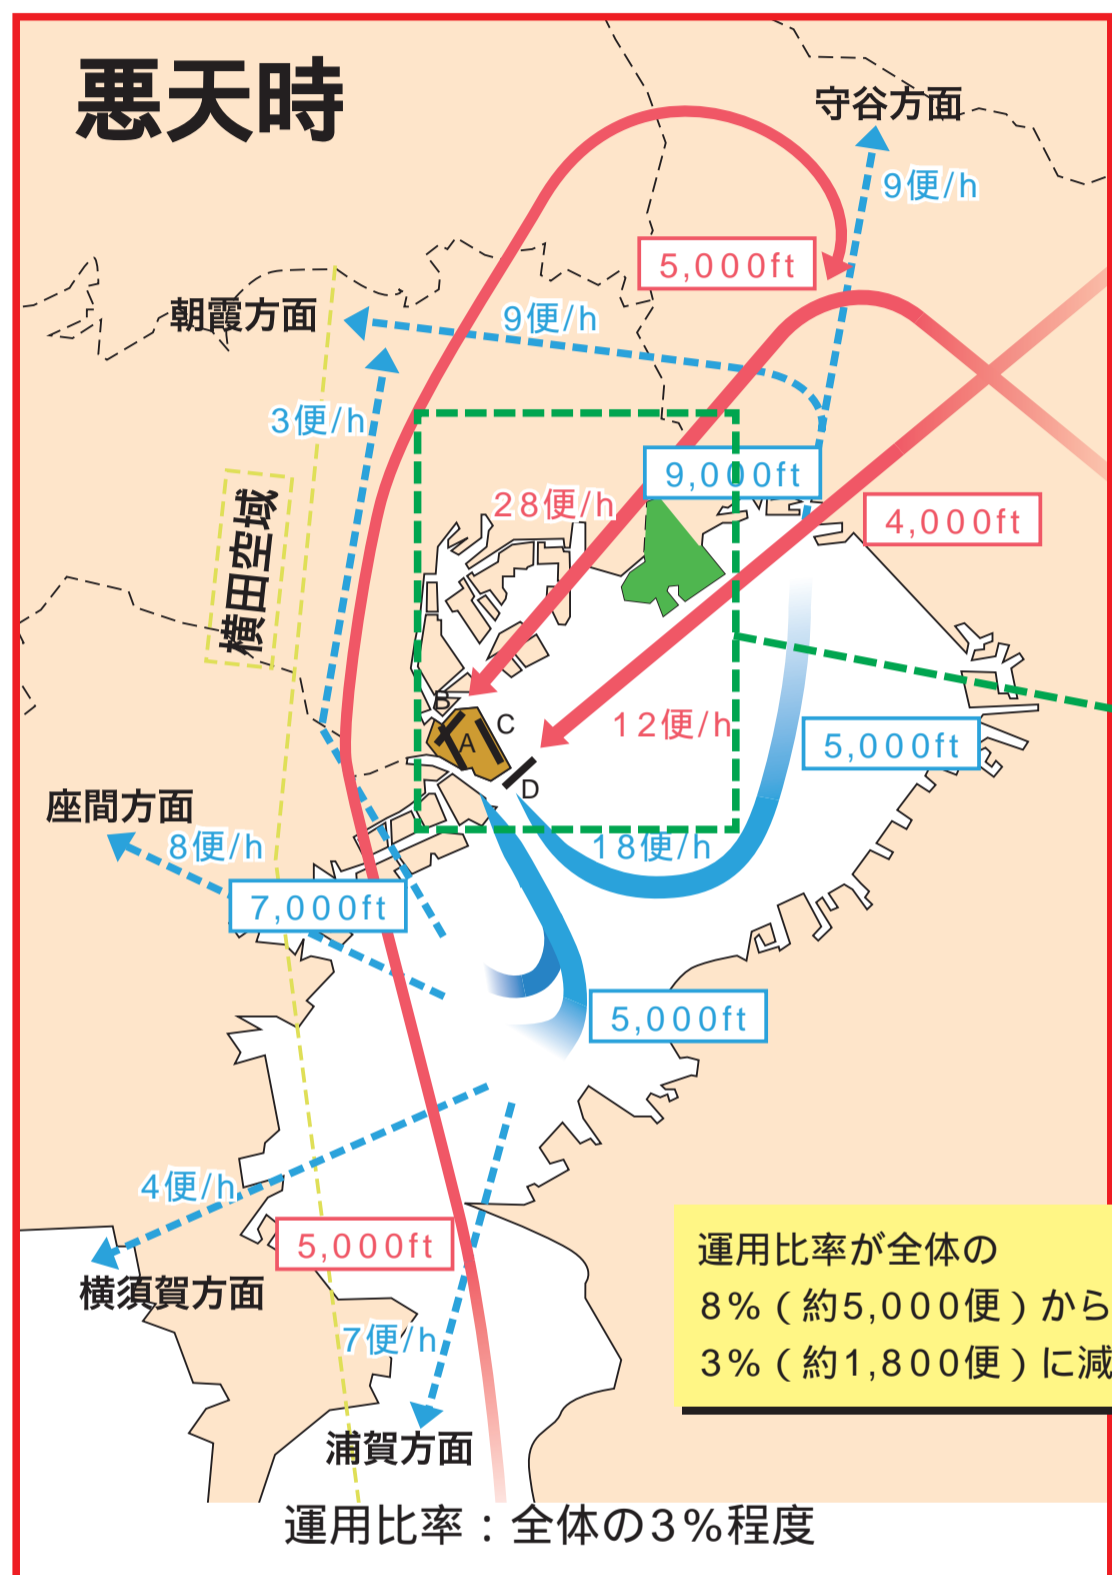 悪天時
守谷方面
9便/h
5,000ft
朝霞方面
9便/h
3便/h
9,000ft
28便/h
4,000ft
横田空域
B
C
A
D
12便/h
5,000ft
座間方面
8便/h
18便/h
7,000ft
5,000ft
4便/h
5,000ft
横須賀方面
7便/h
浦賀方面
運用比率が全体の
8%（約5,000便）から
3%（約1,800便）に減
運用比率：全体の3%程度